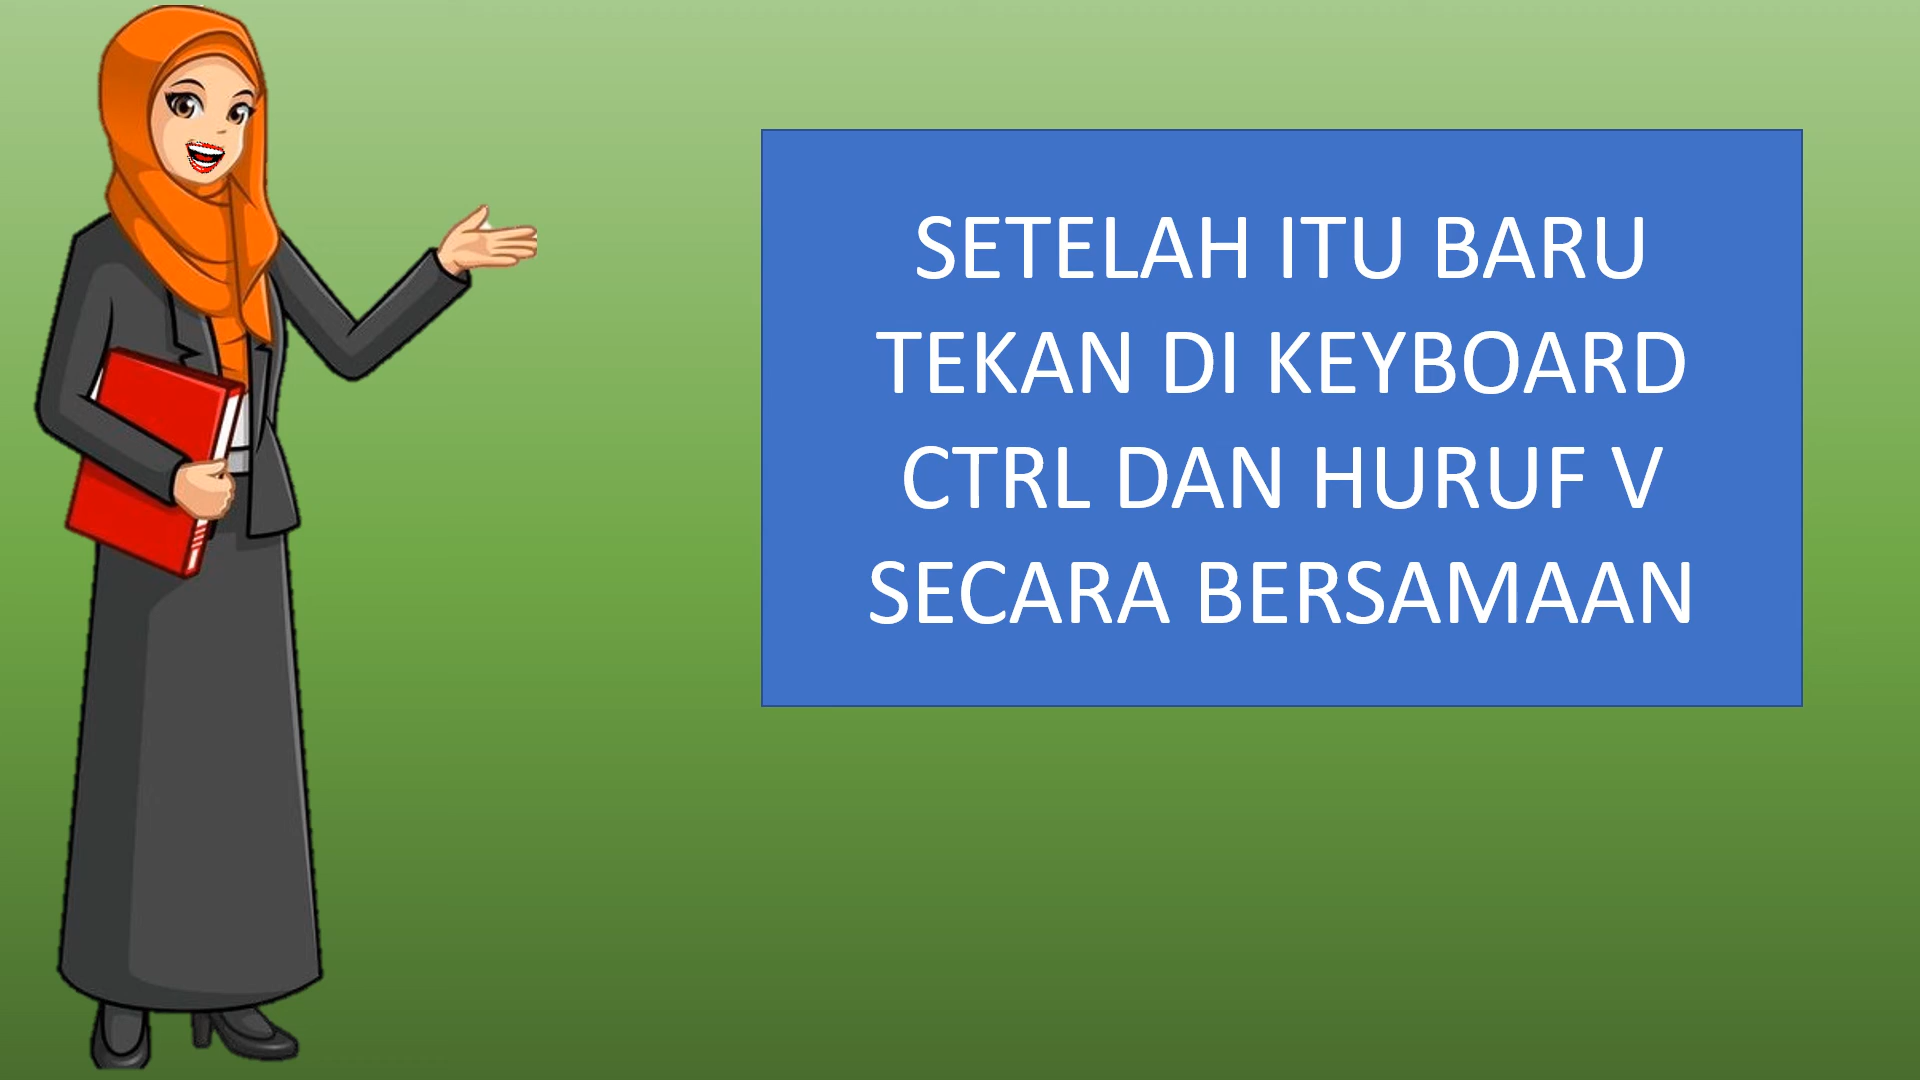 SETELAH ITU BARU
TEKAN DI KEYBOARD
CTRL DAN HURUF V
SECARA BERSAMAAN